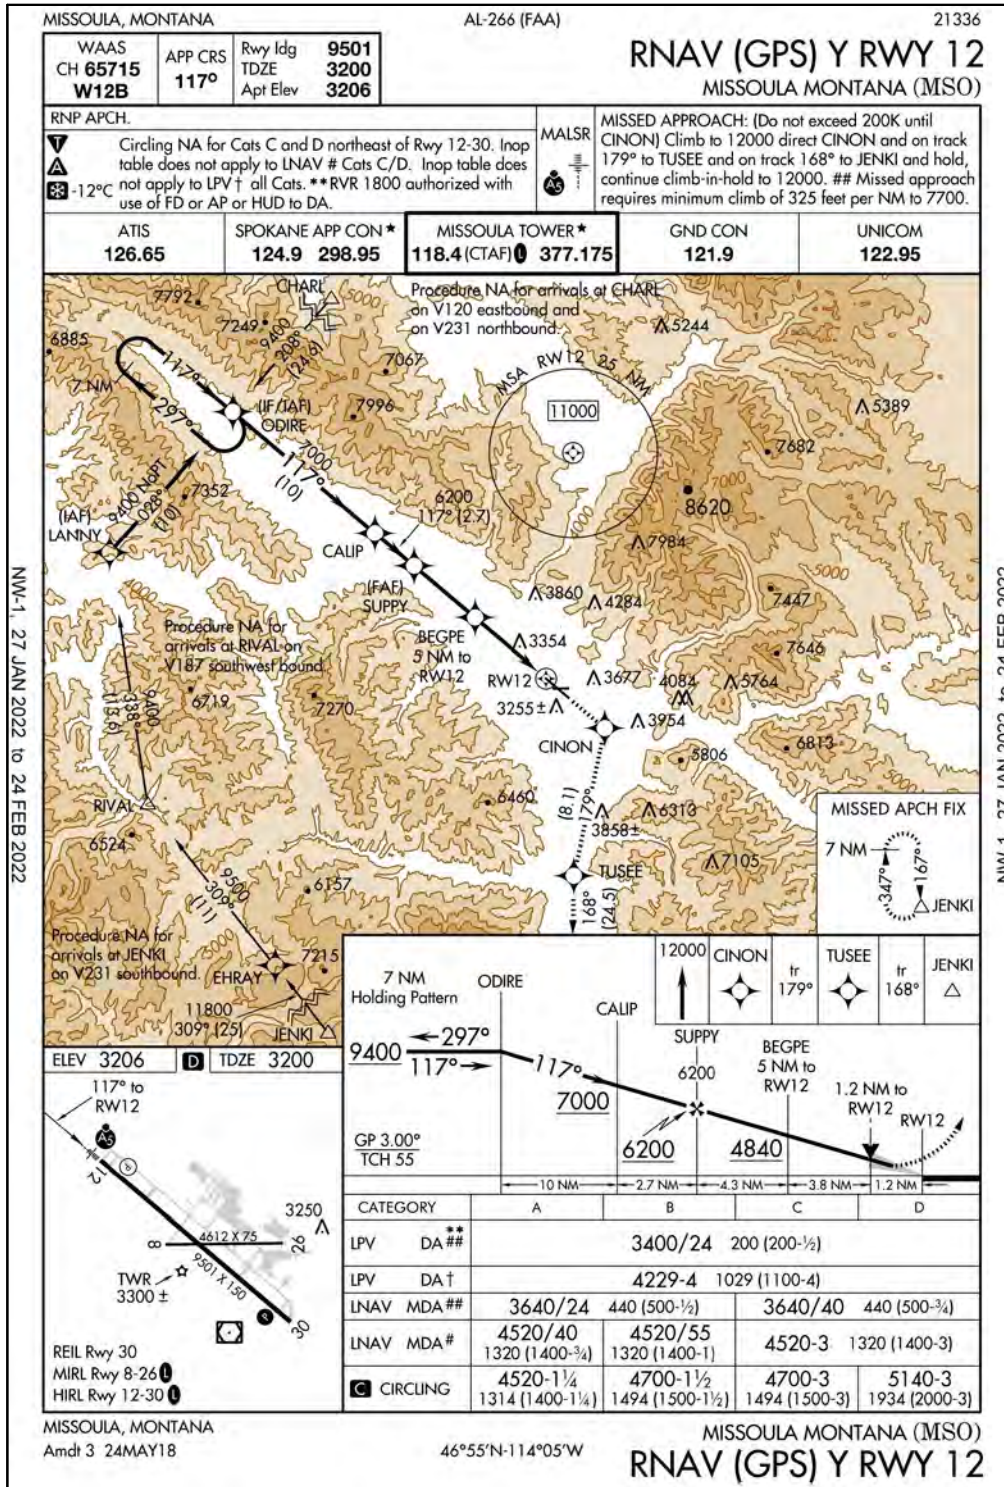 MISSOULA, MONTANA
AL-266 (FAA)
21336
WAAS
CH 65715
W12B
APP CRS
117°
Rwy ldg 9501
TDZE 3200
Apt Elev 3206
RNAV (GPS) Y RWY 12
MISSOULA MONTANA (MSO)
RNP APCH.
T
A
-12°C
Circling NA for Cats C and D northeast of Rwy 12-30. Inop
table does not apply to LNAV # Cats C/D. Inop table does
not apply to LPV† all Cats. **RVR 1800 authorized with
use of FD or AP or HUD to DA.
MALSR
A5
MISSED APPROACH: (Do not exceed 200K until
CINON) Climb to 12000 direct CINON and on track
179° to TUSEE and on track 168° to JENKI and hold,
continue climb-in-hold to 12000. ## Missed approach
requires minimum climb of 325 feet per NM to 7700.
ATIS
126.65
SPOKANE APP CON★
124.9 298.95
MISSOULA TOWER★
118.4 (CTAF) L 377.175
GND CON
121.9
UNICOM
122.95
7792
CHARL
5000
Procedure NA for arrivals at CHARL
on V120 eastbound and
on V231 northbound.
7249
9400
208°
(24.6)
5244
6885
7067
117°
7 NM
297°
(IF/IAF)
ODIRE
7996
MSA RW12 25 NM
11000
5389
7682
7000
117°
(10)
7000
8620
9400 NoPT
028°
(10)
7352
6200
117° (2.7)
(IAF)
LANNY
CALIP
7000
7984
5000
(FAF)
SUPPY
4000
3860
4284
7447
Procedure NA for
arrivals at RIVAL on
V187 southwest bound.
BEGPE
5 NM to
RW12
3354
7646
RW12
3677
4084
5764
6719
7270
3255±
3954
9400
338°
(13.6)
CINON
5806
6813
RIVAL
6460
179°
(8.1)
6313
3858±
6524
7105
MISSED APCH FIX
7 NM
347°
167°
JENKI
9500
309°
(11)
6157
TUSEE
168°
(24.5)
Procedure NA for
arrivals at JENKI
on V231 southbound.
EHRAY
7215
11800
309° (25)
JENKI
7 NM
Holding Pattern
ODIRE
CALIP
12000
CINON
tr
179°
TUSEE
tr
168°
JENKI
SUPPY
6200
BEGPE
5 NM to
RW12
1.2 NM to
RW12
RW12
9400
297°
117°
117°
7000
6200
4840
GP 3.00°
TCH 55
10 NM
2.7 NM
4.3 NM
3.8 NM
1.2 NM
ELEV 3206
D
TDZE 3200
117° to
RW12
A5
P
12
3250
8
4612 X 75
26
9501 X 150
TWR
3300 ±
P
30
REIL Rwy 30
MIRL Rwy 8-26 L
HIRL Rwy 12-30 L
CATEGORY A B C D
LPV DA **## 3400/24 200 (200-½)
LPV DA† 4229-4 1029 (1100-4)
LNAV MDA## 3640/24 440 (500-½) 3640/40 440 (500-¾)
LNAV MDA# 4520/40 4520/55 4520-3 1320 (1400-3)
1320 (1400-¾) 1320 (1400-1)
C CIRCLING 4520-1¼ 4700-1½ 4700-3 5140-3
1314 (1400-1¼) 1494 (1500-1½) 1494 (1500-3) 1934 (2000-3)
MISSOULA, MONTANA
Amdt 3 24MAY18
46°55'N-114°05'W
MISSOULA MONTANA (MSO)
RNAV (GPS) Y RWY 12
NW-1, 27 JAN 2022 to 24 FEB 2022
NW-1, 27 JAN 2022 to 24 FEB 2022